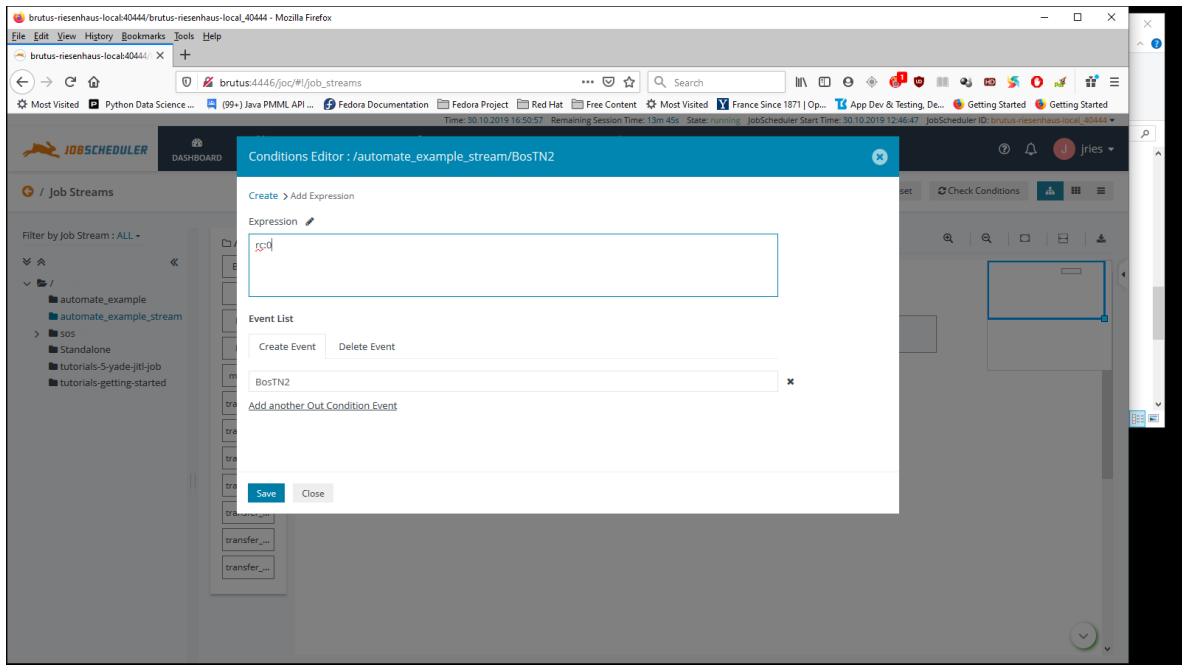 brutus-riesenhaus-local:40444/brutus-riesenhaus-local_40444 - Mozilla Firefox
File Edit View History Bookmarks Tools Help
brutus-riesenhaus-local:40444/
brutus:4446/joc/#!/job_streams
Search
Most Visited Python Data Science ... (99+) Java PMML API ... Fedora Documentation Fedora Project Red Hat Free Content Most Visited France Since 1871 | Op... App Dev & Testing, De... Getting Started Getting Started
Time: 30.10.2019 16:50:57 Remaining Session Time: 13m 45s State: running JobScheduler Start Time: 30.10.2019 12:46:47 JobScheduler ID: brutus-riesenhaus-local_40444
JOBSCHEDULER
DASHBOARD
J jries
Conditions Editor : /automate_example_stream/BosTN2
/ Job Streams
Check Conditions
Create > Add Expression
Expression
rc:0
Filter by Job Stream : ALL
/
automate_example
automate_example_stream
sos
Standalone
tutorials-5-yade-jitl-job
tutorials-getting-started
Event List
Create Event Delete Event
BosTN2
Add another Out Condition Event
Save Close
transfer_...
transfer_...